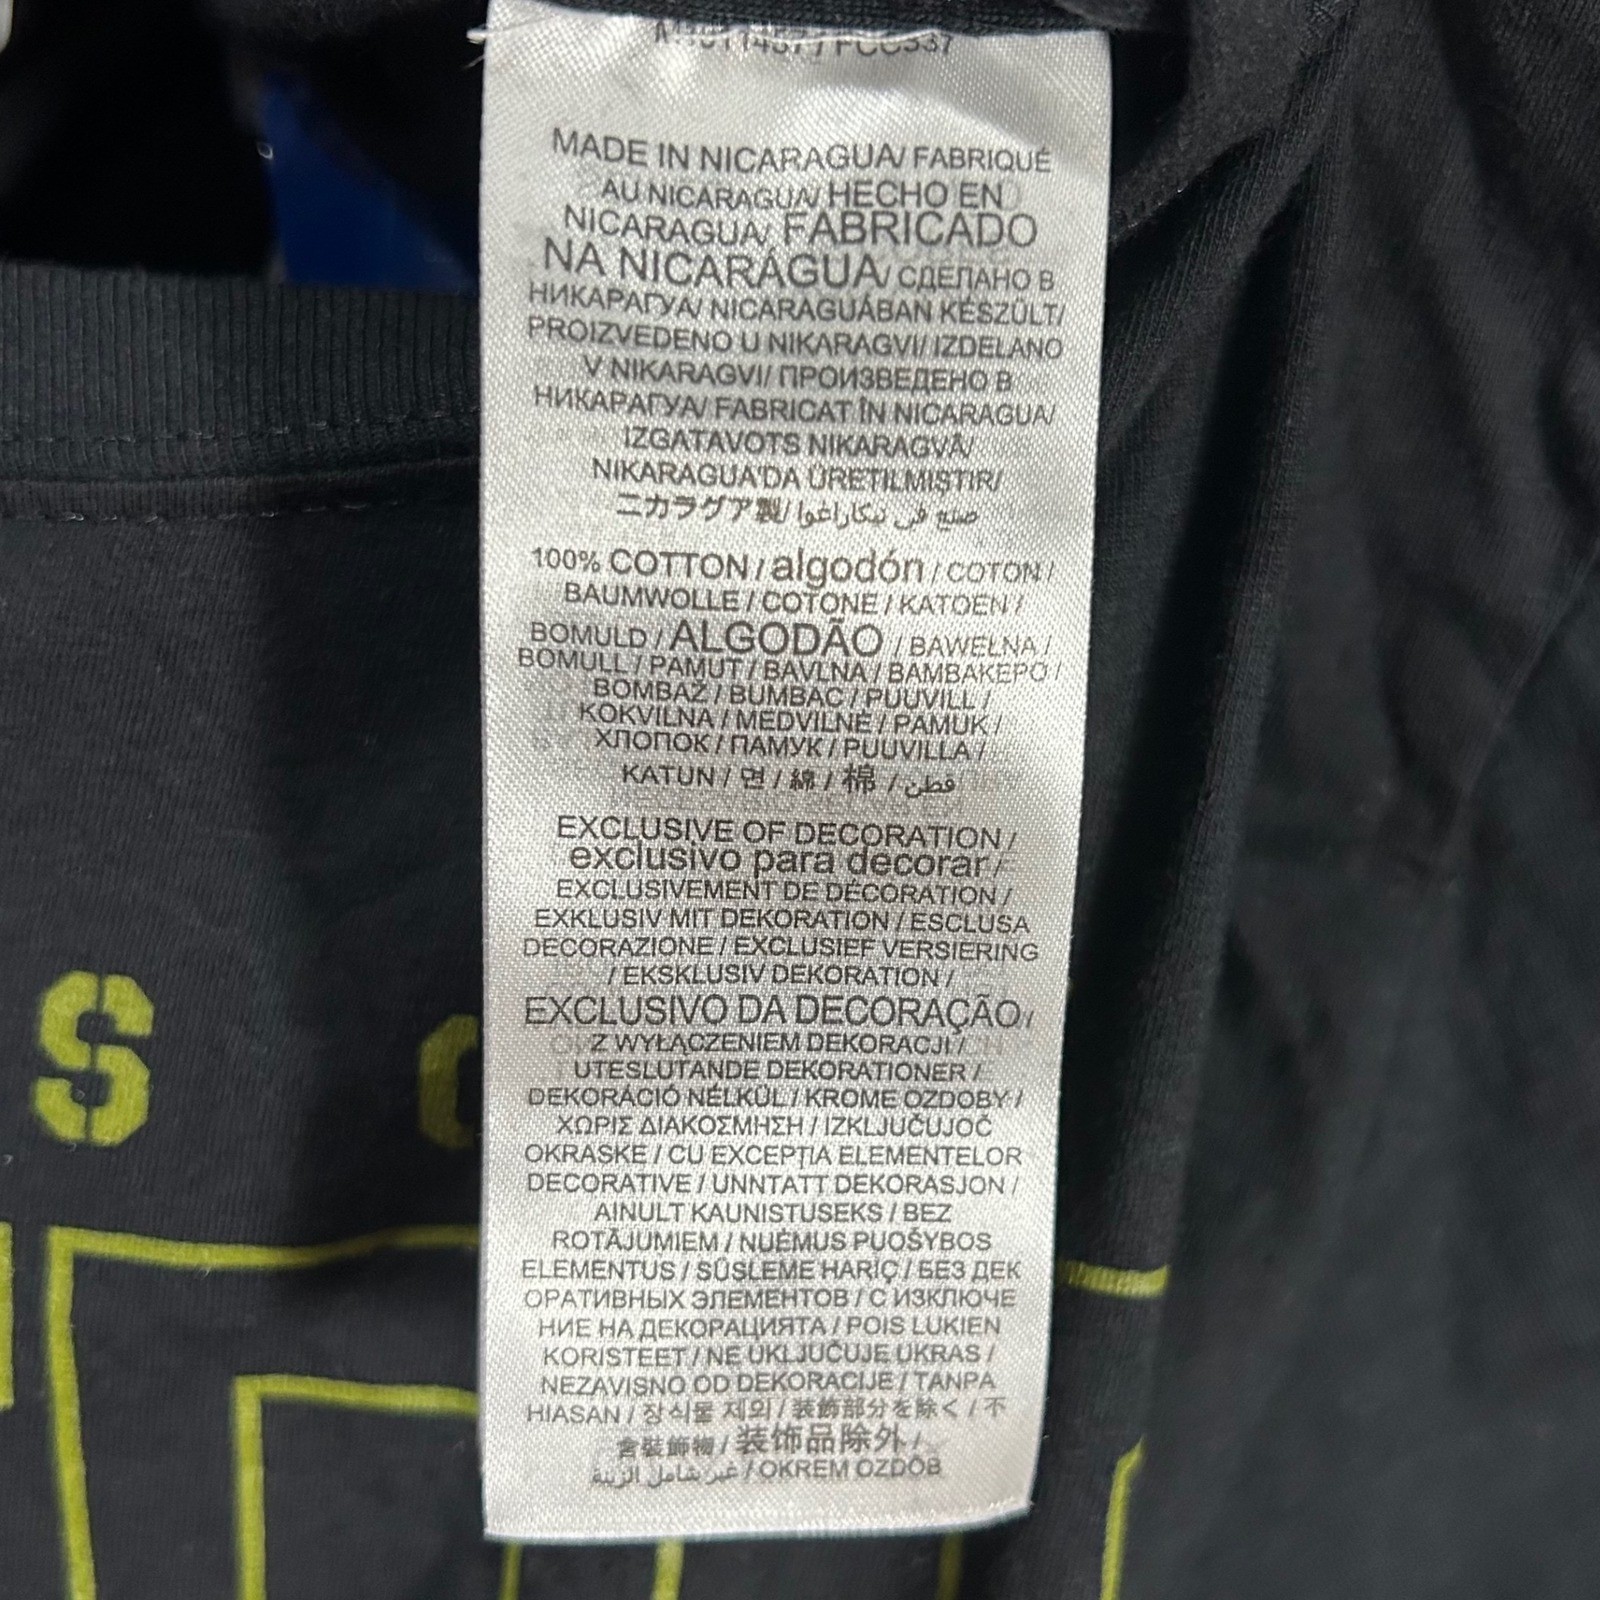 MADE IN NICARAGUA/ FABRIQUÉ
AU NICARAGUA/ HECHO EN
NICARAGUA/ FABRICADO
NA NICARÁGUA/ СДЕЛАНО В
НИКАРАГУА/ NICARAGUÁBAN KÉSZÜLT/
PROIZVEDENO U NIKARAGVI/ IZDELANO
V NIKARAGVI/ ПРОИЗВЕДЕНО В
НИКАРАГУА/ FABRICAT ÎN NICARAGUA/
IZGATAVOTS NIKARAGVĀ/
NIKARAGUA'DA ÜRETILMIŞTIR/
ニカラグア製/ صنع في نيكاراغوا
100% COTTON / algodón / COTON /
BAUMWOLLE / COTONE / KATOEN /
BOMULD / ALGODÃO / BAWEŁNA /
BOMULL / PAMUT / BAVLNA / ΒΑΜΒΑΚΕΡΟ /
BOMBAŽ / BUMBAC / PUUVILL /
KOKVILNA / MEDVILNĖ / PAMUK /
ХЛОПОК / ПАМУК / PUUVILLA /
KATUN / 면 / 綿 / 棉 / قطن
EXCLUSIVE OF DECORATION /
exclusivo para decorar /
EXCLUSIVEMENT DE DÉCORATION /
EXKLUSIV MIT DEKORATION / ESCLUSA
DECORAZIONE / EXCLUSIEF VERSIERING
/ EKSKLUSIV DEKORATION /
EXCLUSIVO DA DECORAÇÃO /
Z WYŁĄCZENIEM DEKORACJI /
UTESLUTANDE DEKORATIONER /
DEKORÁCIÓ NÉLKÜL / KROME OZDOBY /
ΧΩΡΙΣ ΔΙΑΚΟΣΜΗΣΗ / IZKLJUČUJOČ
OKRASKE / CU EXCEPŢIA ELEMENTELOR
DECORATIVE / UNNTATT DEKORASJON /
AINULT KAUNISTUSEKS / BEZ
ROTĀJUMIEM / NUĖMUS PUOŠYBOS
ELEMENTUS / SÜSLEME HARİÇ / БЕЗ ДЕК
ОРАТИВНЫХ ЭЛЕМЕНТОВ / С ИЗКЛЮЧЕ
НИЕ НА ДЕКОРАЦИЯТА / POIS LUKIEN
KORISTEET / NE UKLJUČUJE UKRAS /
NEZAVISNO OD DEKORACIJE / TANPA
HIASAN / 장식물 제외 / 装飾部分を除く / 不
含裝飾物 / 装饰品除外 /
غير شامل الزينة / OKREM OZDÔB
S